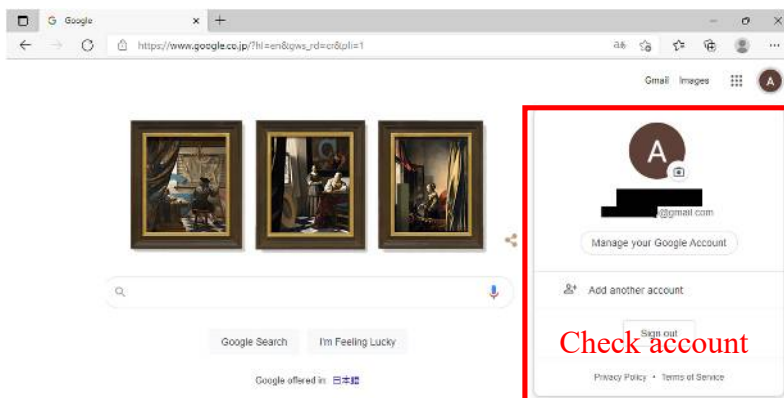 Google
https://www.google.co.jp/?hl=en&gws_rd=cr&pli=1
Gmail Images
A
A
@gmail.com
Manage your Google Account
Add another account
Sign out
Check account
Google Search I'm Feeling Lucky
Google offered in: 日本語
Privacy Policy • Terms of Service